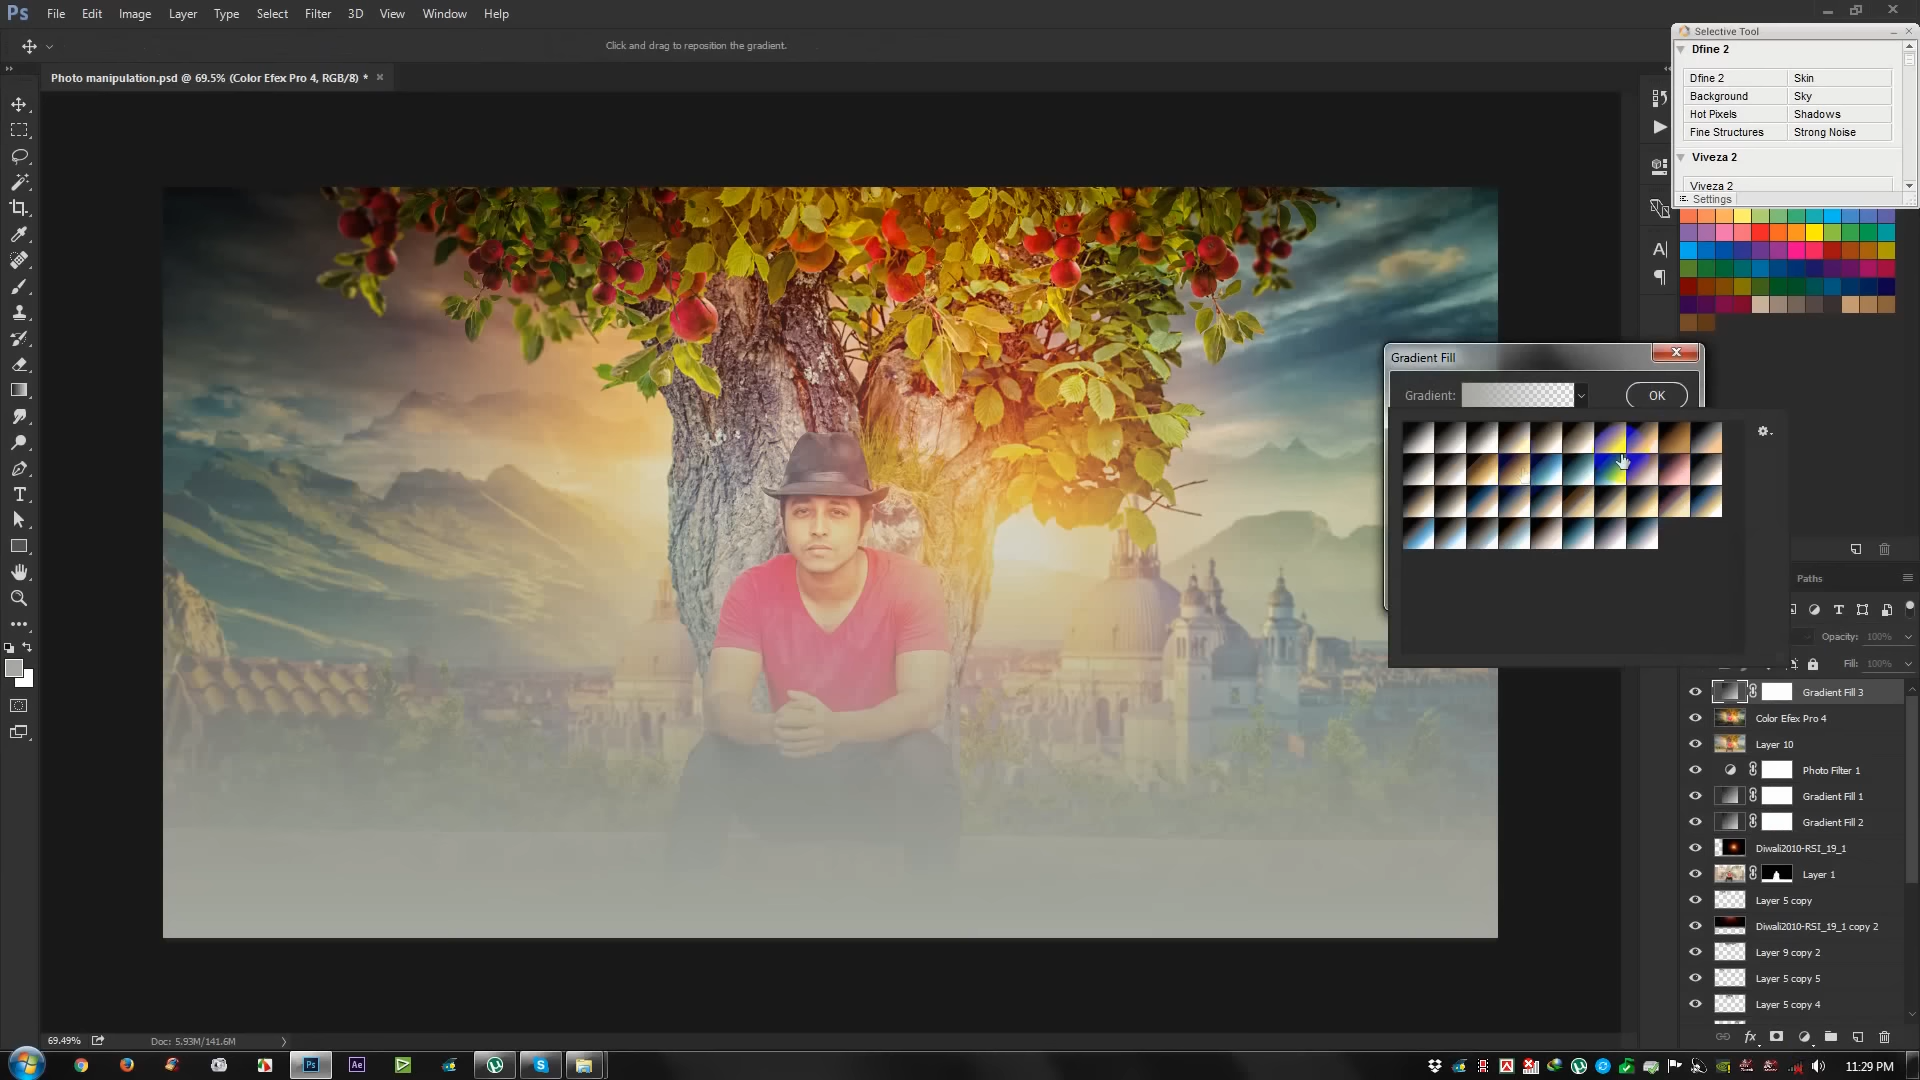 Ps File Edit Image Layer Type Select Filter 3D View Window Help
Click and drag to reposition the gradient.
Photo manipulation.psd @ 69.5% (Color Efex Pro 4, RGB/8) *
Selective Tool
Dfine 2
Dfine 2 Skin
Background Sky
Hot Pixels Shadows
Fine Structures Strong Noise
Viveza 2
Viveza 2
Settings
Gradient Fill
Gradient: OK
Paths
Opacity: 100%
Fill: 100%
Gradient Fill 3
Color Efex Pro 4
Layer 10
Photo Filter 1
Gradient Fill 1
Gradient Fill 2
Diwali2010-RSI_19_1
Layer 1
Layer 5 copy
Diwali2010-RSI_19_1 copy 2
Layer 9 copy 2
Layer 5 copy 5
Layer 5 copy 4
69.49% Doc: 5.93M/141.6M
Ps Ae
11:29 PM